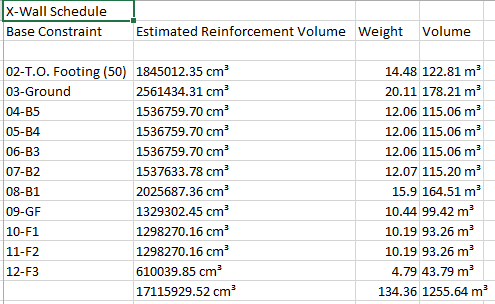 X-Wall Schedule
Base Constraint Estimated Reinforcement Volume Weight Volume
02-T.O. Footing (50) 1845012.35 cm³ 14.48 122.81 m³
03-Ground 2561434.31 cm³ 20.11 178.21 m³
04-B5 1536759.70 cm³ 12.06 115.06 m³
05-B4 1536759.70 cm³ 12.06 115.06 m³
06-B3 1536759.70 cm³ 12.06 115.06 m³
07-B2 1537633.78 cm³ 12.07 115.20 m³
08-B1 2025687.36 cm³ 15.9 164.51 m³
09-GF 1329302.45 cm³ 10.44 99.42 m³
10-F1 1298270.16 cm³ 10.19 93.26 m³
11-F2 1298270.16 cm³ 10.19 93.26 m³
12-F3 610039.85 cm³ 4.79 43.79 m³
17115929.52 cm³ 134.36 1255.64 m³